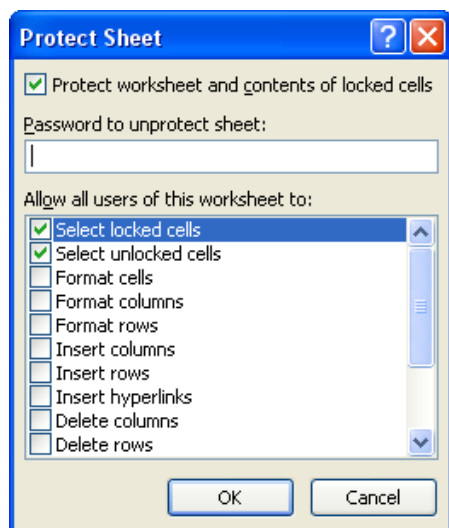 Protect Sheet
Protect worksheet and contents of locked cells
Password to unprotect sheet:
Allow all users of this worksheet to:
Select locked cells
Select unlocked cells
Format cells
Format columns
Format rows
Insert columns
Insert rows
Insert hyperlinks
Delete columns
Delete rows
OK Cancel